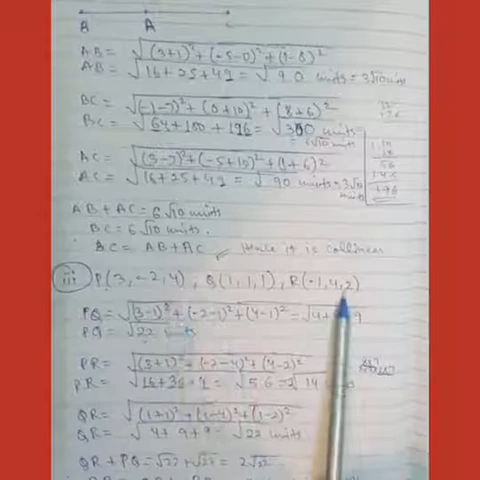 B A C
AB = √(3+1)²+(-5-0)²+(1-8)²
AB = √16+25+49 = √90 units = 3√10 units
BC = √(-1-7)²+(0+10)²+(8+6)²
BC = √64+100+196 = √360 units
= 6√10 units
AC = √(3-7)²+(-5+10)²+(1+6)²
AC = √16+25+49 = √90 units = 3√10
units
AB+AC = 6√10 units
BC = 6√10 units
BC = AB+AC Hence it is collinear
iii) P(3,-2,4), Q(1,1,1), R(-1,4,2)
PQ = √(3-1)²+(-2-1)²+(4-1)² = √4+ 9
PQ = √22 units
PR = √(3+1)²+(-2-4)²+(4-2)²
PR = √16+36+ = √56 = 2√14
QR = √(1+1)²+(1-4)²+(1-2)²
QR = √4+9+ = √22 units
QR + PQ = √22+√22 = 2√22